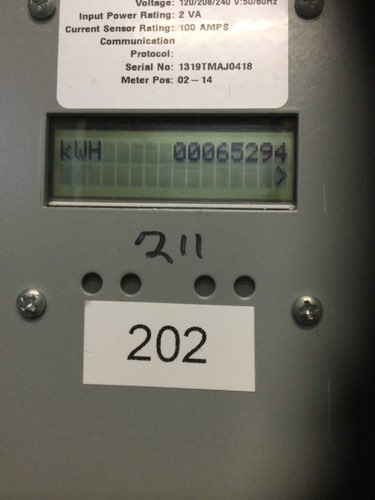 Voltage: 120/208/240 V:50/60Hz
Input Power Rating: 2 VA
Current Sensor Rating: 100 AMPS
Communication
Protocol:
Serial No: 1319TMAJ0418
Meter Pos: 02-14
kWH 00065294
>
211
202